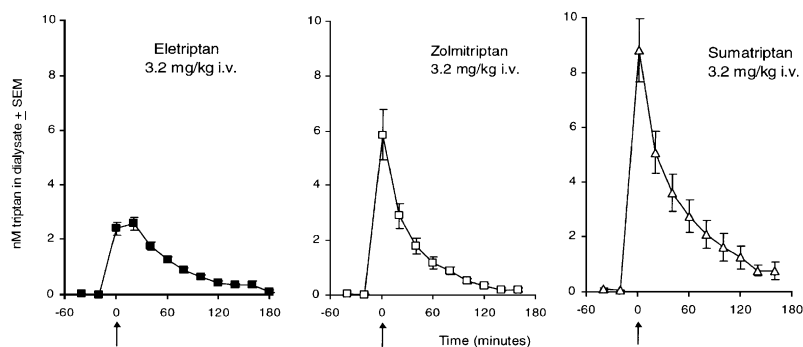 nM triptan in dialysate ± SEM
10
8
6
4
2
0
-60 0 60 120 180
Eletriptan
3.2 mg/kg i.v.
10
8
6
4
2
0
-60 0 60 120 180
Zolmitriptan
3.2 mg/kg i.v.
10
8
6
4
2
0
-60 0 60 120 180
Sumatriptan
3.2 mg/kg i.v.
Time (minutes)